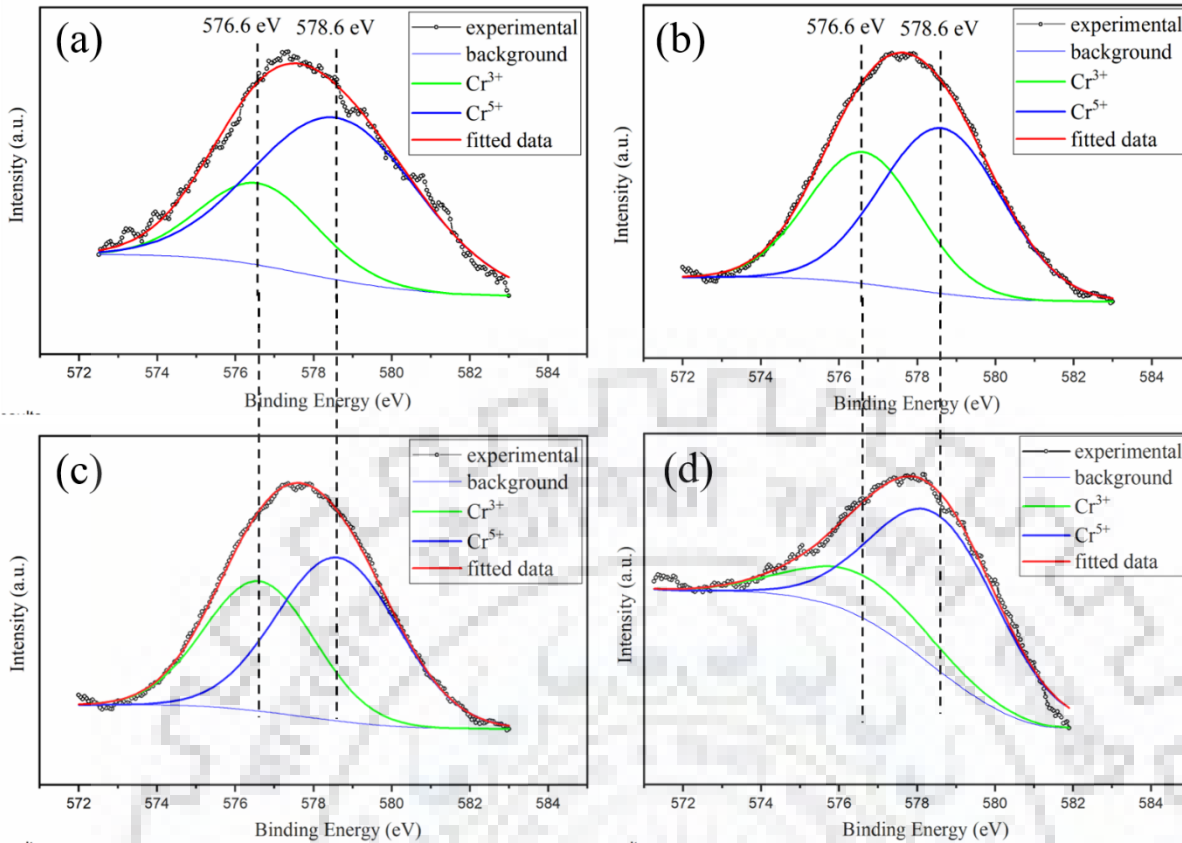 (a)
576.6 eV
578.6 eV
experimental
background
Cr³⁺
Cr⁵⁺
fitted data
Intensity (a.u.)
572 574 576 578 580 582 584
Binding Energy (eV)
(b)
576.6 eV
578.6 eV
experimental
background
Cr³⁺
Cr⁵⁺
fitted data
Intensity (a.u.)
572 574 576 578 580 582 584
Binding Energy (eV)
(c)
experimental
background
Cr³⁺
Cr⁵⁺
fitted data
Intensity (a.u.)
572 574 576 578 580 582 584
Binding Energy (eV)
(d)
experimental
background
Cr³⁺
Cr⁵⁺
fitted data
Intensity (a.u.)
572 574 576 578 580 582 584
Binding Energy (eV)